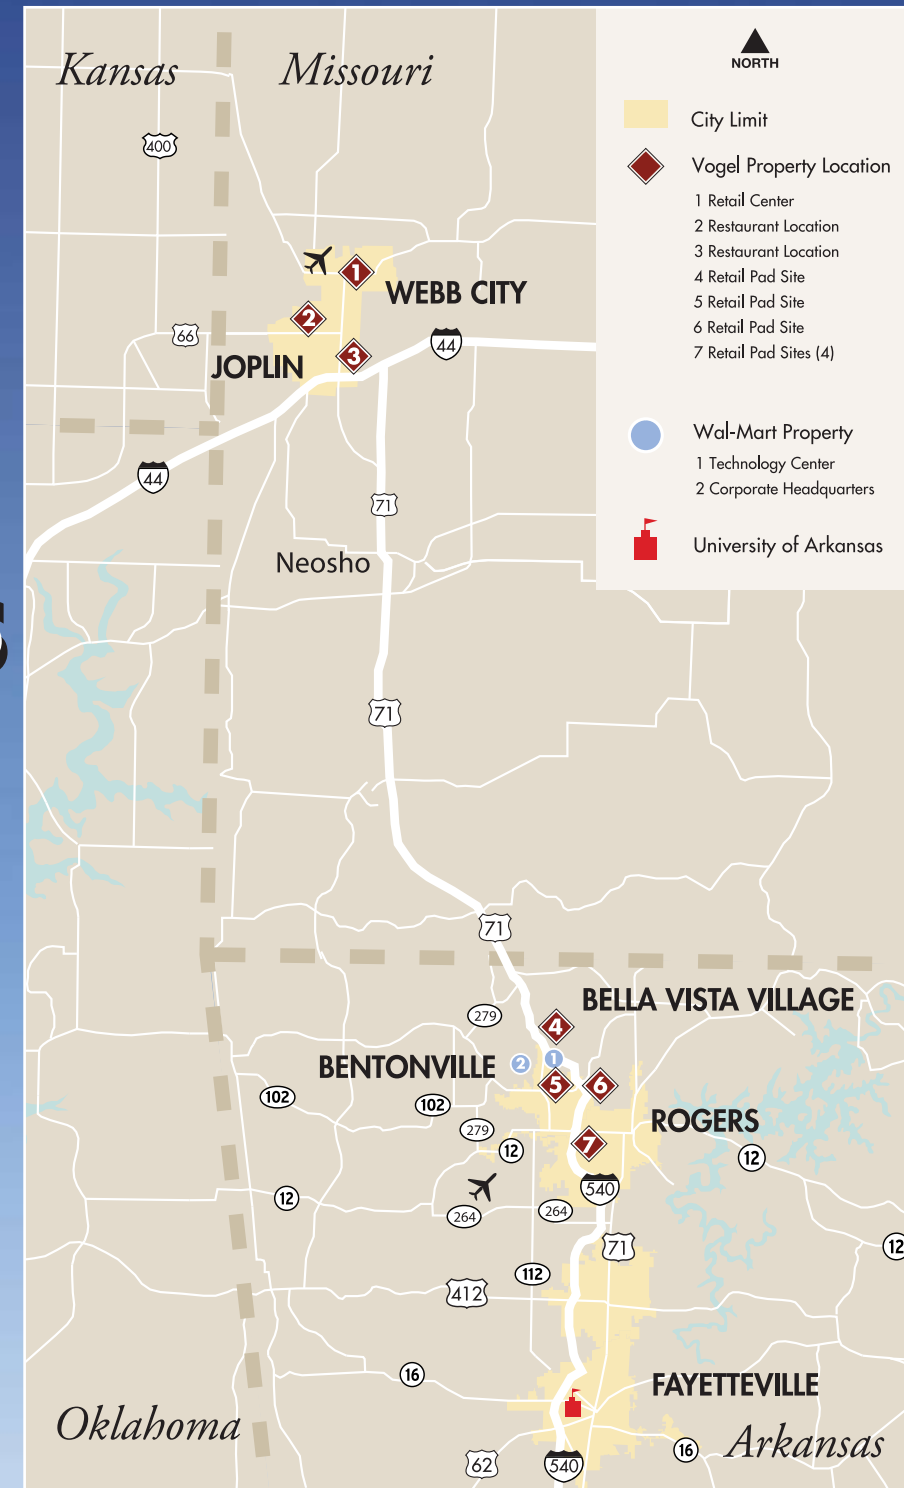 Kansas
Missouri
NORTH
City Limit
400
Vogel Property Location
1 Retail Center
2 Restaurant Location
3 Restaurant Location
4 Retail Pad Site
5 Retail Pad Site
6 Retail Pad Site
7 Retail Pad Sites (4)
1
WEBB CITY
2
66
44
3
JOPLIN
Wal-Mart Property
1 Technology Center
2 Corporate Headquarters
44
71
University of Arkansas
Neosho
S
71
71
BELLA VISTA VILLAGE
279
4
BENTONVILLE
2
1
5
6
102
102
ROGERS
279
7
12
12
12
540
264
264
71
12
112
412
16
FAYETTEVILLE
Oklahoma
Arkansas
16
62
540